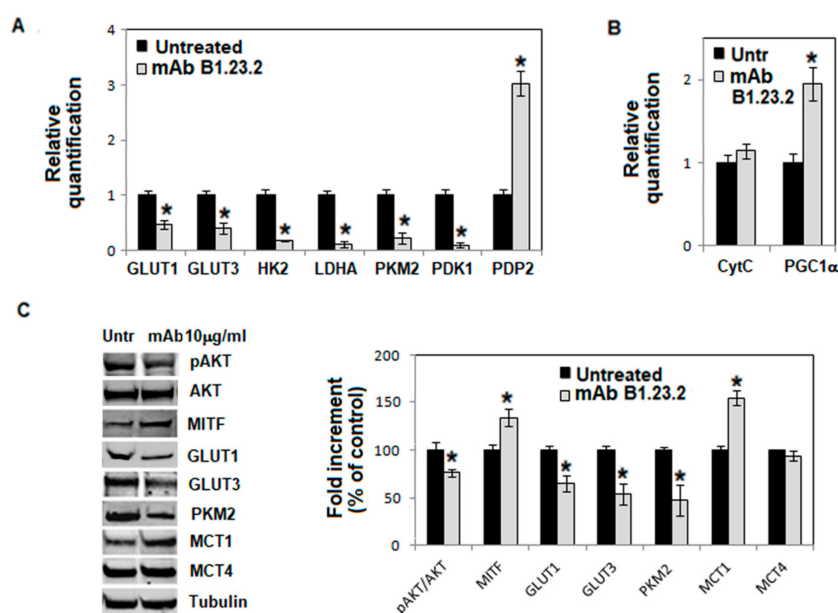 A
Relative
quantification
4
3
2
1
0
Untreated
mAb B1.23.2
*
*
*
*
*
*
*
GLUT1 GLUT3 HK2 LDHA PKM2 PDK1 PDP2
B
Relative
quantification
2
1
0
Untr
mAb
B1.23.2
*
CytC PGC1α
C
Untr mAb 10µg/ml
pAKT
AKT
MITF
GLUT1
GLUT3
PKM2
MCT1
MCT4
Tubulin
Fold increment
(% of control)
200
150
100
50
0
Untreated
mAb B1.23.2
*
*
*
*
*
*
pAKT/AKT MITF GLUT1 GLUT3 PKM2 MCT1 MCT4